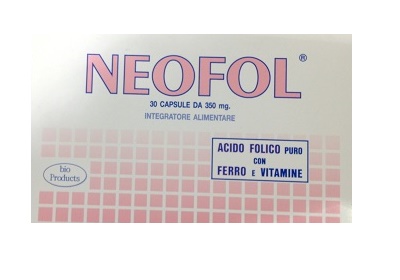 NEOFOL®
30 CAPSULE DA 350 mg.
INTEGRATORE ALIMENTARE
ACIDO FOLICO PURO
CON
FERRO E VITAMINE
bio
Products